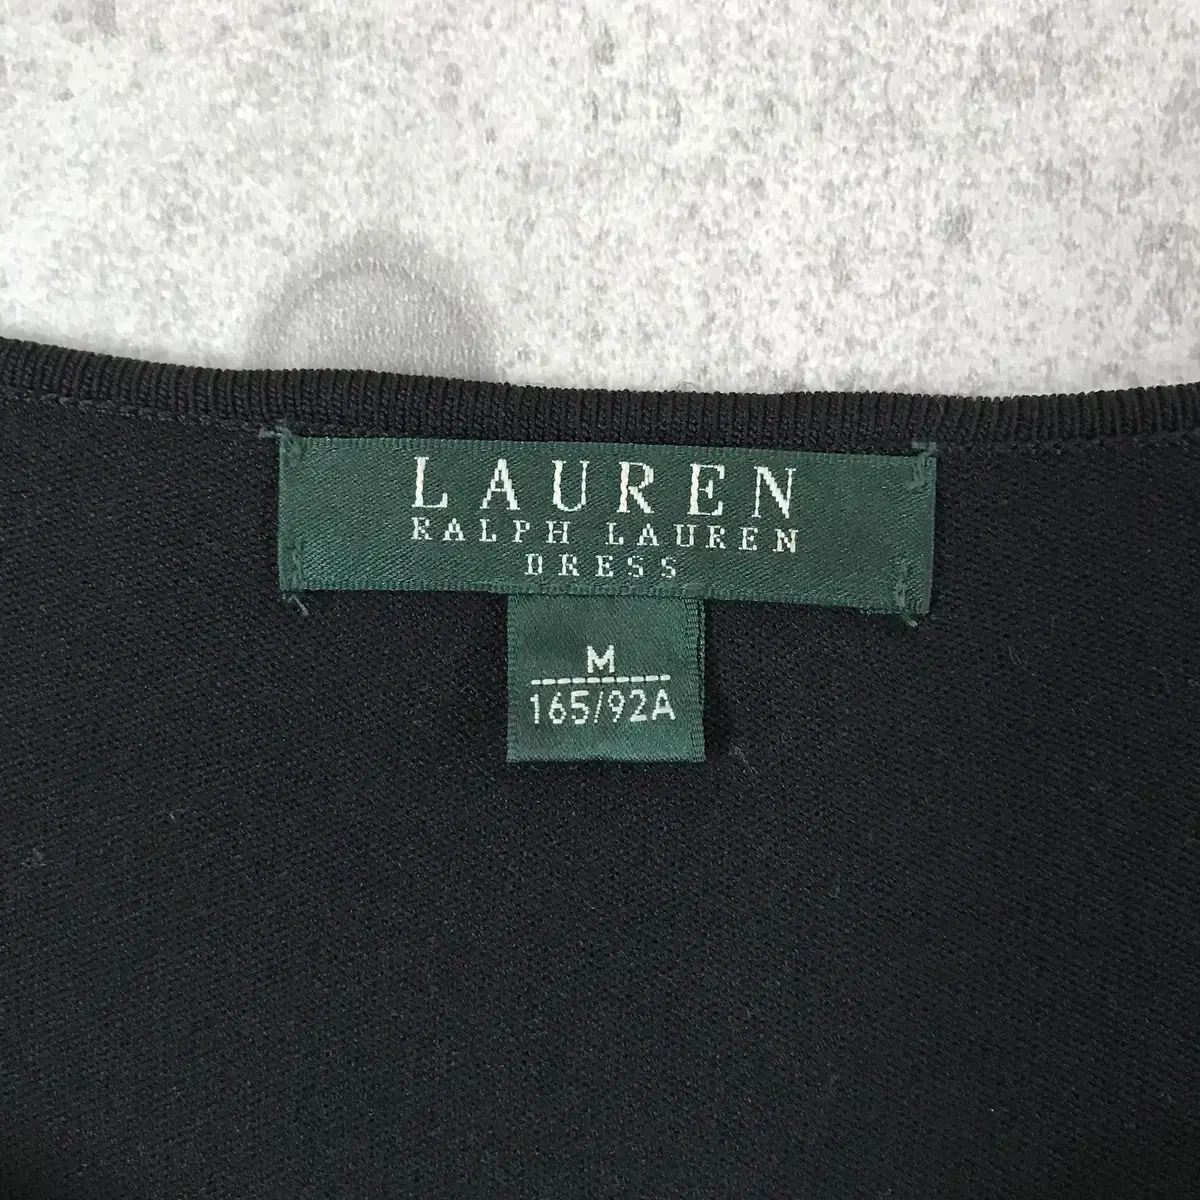 LAUREN
RALPH LAUREN
DRESS
M
165/92A